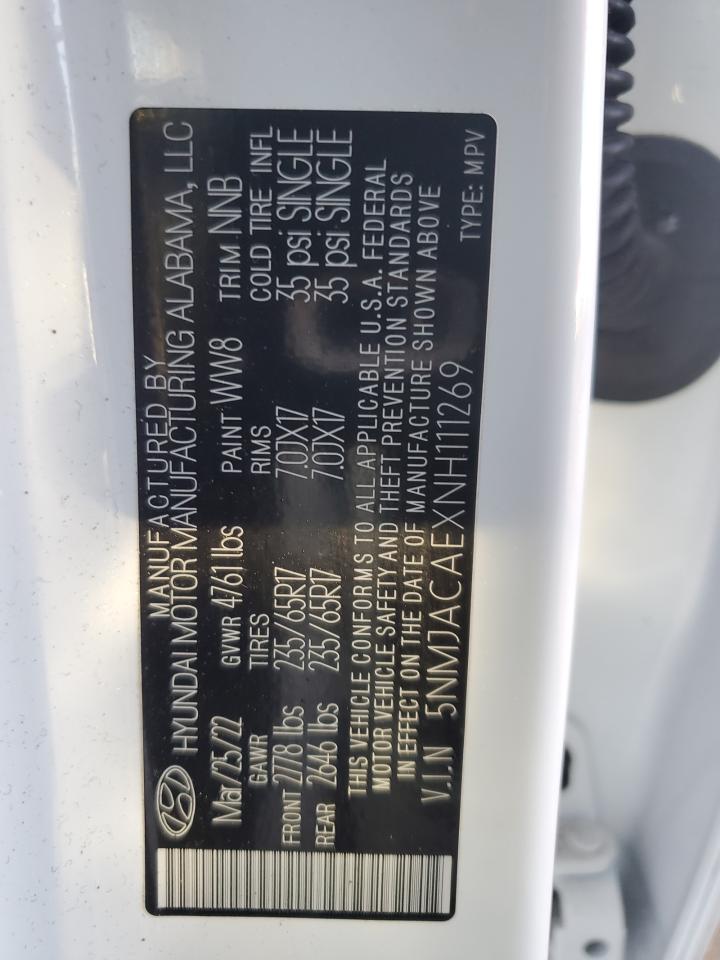 MANUFACTURED BY
HYUNDAI MOTOR MANUFACTURING ALABAMA, LLC
Mar/25/22 GVWR 4761 lbs PAINT WW8 TRIM NNB
GAWR TIRES RIMS COLD TIRE INFL
FRONT 2778 lbs 235/65R17 7.0JX17 35 psi SINGLE
REAR 2646 lbs 235/65R17 7.0JX17 35 psi SINGLE
THIS VEHICLE CONFORMS TO ALL APPLICABLE U.S.A. FEDERAL
MOTOR VEHICLE SAFETY AND THEFT PREVENTION STANDARDS
IN EFFECT ON THE DATE OF MANUFACTURE SHOWN ABOVE
V.I.N 5NMJACAEXNH111269 TYPE: MPV